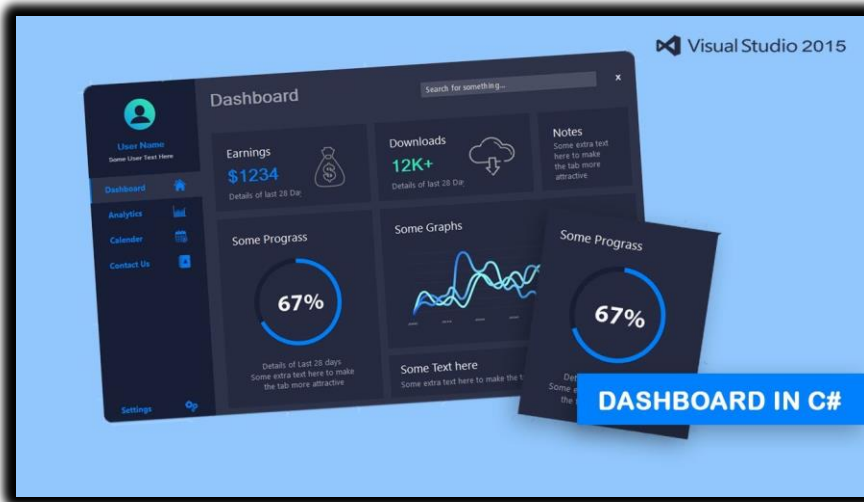 Visual Studio 2015
Dashboard
Search for something...
x
User Name
Some User Text Here
Dashboard
Analytics
Calender
Contact Us
Settings
Earnings
$1234
Details of last 28 Da
Downloads
12K+
Details of last 28 Da
Notes
Some extra text
here to make
the tab more
attractive
Some Prograss
67%
Details of Last 28 days
Some extra text here to make
the tab more attractive
Some Graphs
Some Text here
Some extra text here to make the t
Some Prograss
67%
Det
Some e
the
DASHBOARD IN C#